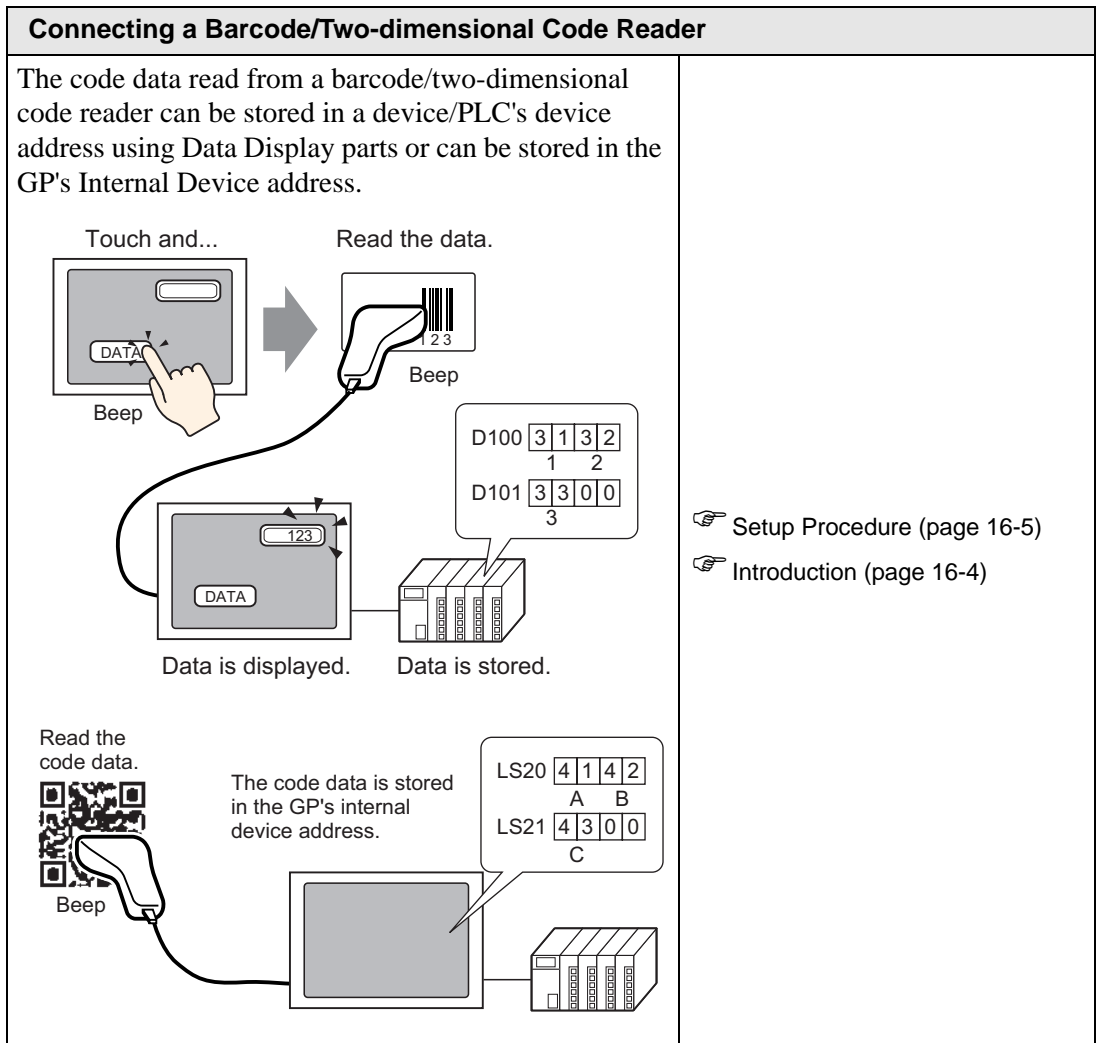 Connecting a Barcode/Two-dimensional Code Reader
The code data read from a barcode/two-dimensional
code reader can be stored in a device/PLC's device
address using Data Display parts or can be stored in the
GP's Internal Device address.
Touch and...
Read the data.
DATA
Beep
1 2 3
Beep
D100 3 1 3 2
1 2
D101 3 3 0 0
3
123
DATA
Data is displayed.
Data is stored.
Setup Procedure (page 16-5)
Introduction (page 16-4)
Read the
code data.
Beep
The code data is stored
in the GP's internal
device address.
LS20 4 1 4 2
A B
LS21 4 3 0 0
C